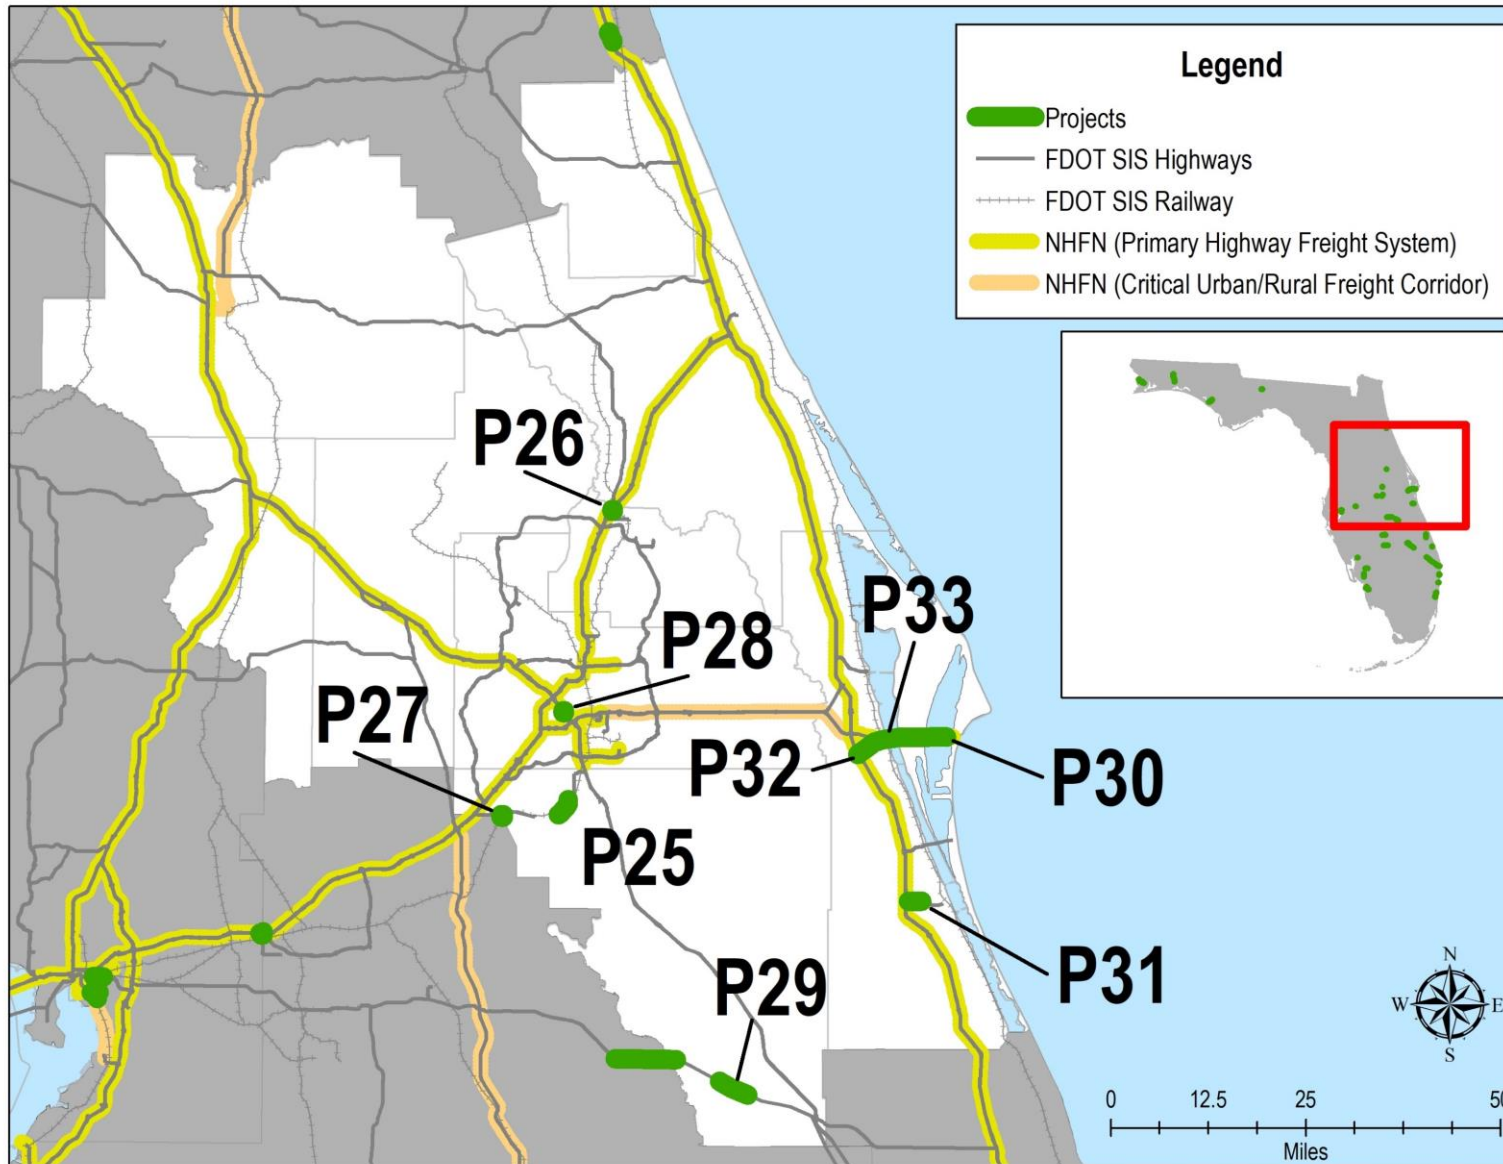 Legend
Projects
FDOT SIS Highways
FDOT SIS Railway
NHFN (Primary Highway Freight System)
NHFN (Critical Urban/Rural Freight Corridor)
P26
P33
P28
P27
P32
P30
P25
P31
P29
N
W E
S
0 12.5 25 50
Miles